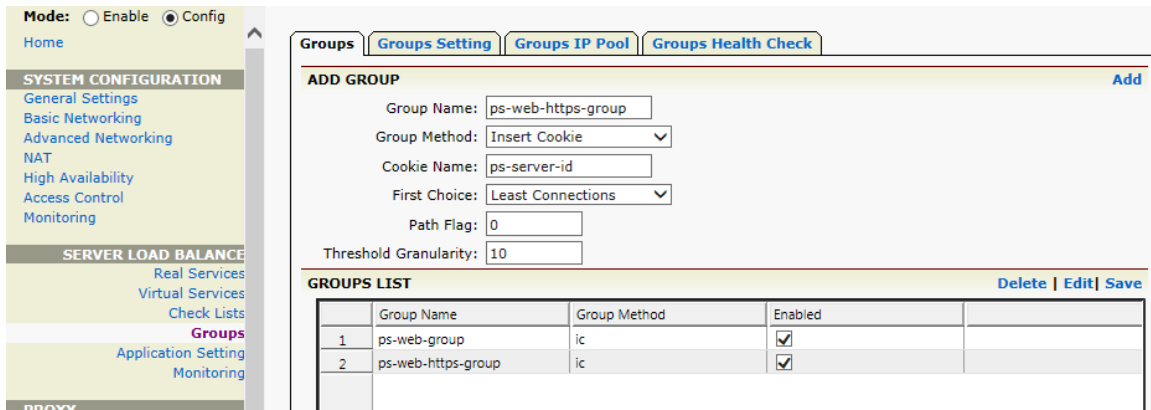 Mode: Enable Config
Home
SYSTEM CONFIGURATION
General Settings
Basic Networking
Advanced Networking
NAT
High Availability
Access Control
Monitoring
SERVER LOAD BALANCE
Real Services
Virtual Services
Check Lists
Groups
Application Setting
Monitoring
PROXY
Groups Groups Setting Groups IP Pool Groups Health Check
ADD GROUP Add
Group Name: ps-web-https-group
Group Method: Insert Cookie
Cookie Name: ps-server-id
First Choice: Least Connections
Path Flag: 0
Threshold Granularity: 10
GROUPS LIST Delete | Edit| Save
Group Name Group Method Enabled
1 ps-web-group ic
2 ps-web-https-group ic